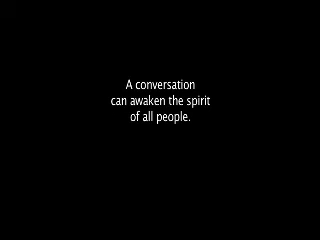 A conversation
can awaken the spirit
of all people.